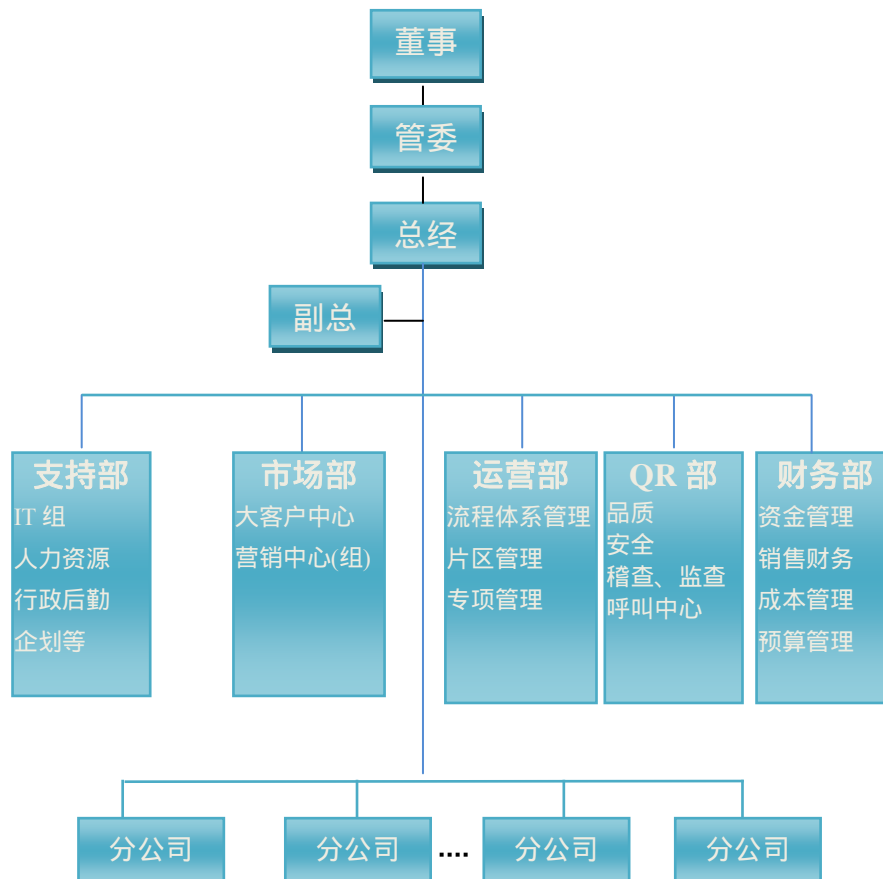 董事
管委
总经
副总
支持部
IT 组
人力资源
行政后勤
企划等
市场部
大客户中心
营销中心(组)
运营部
流程体系管理
片区管理
专项管理
QR 部
品质
安全
稽查、监查
呼叫中心
财务部
资金管理
销售财务
成本管理
预算管理
分公司
分公司
....
分公司
分公司